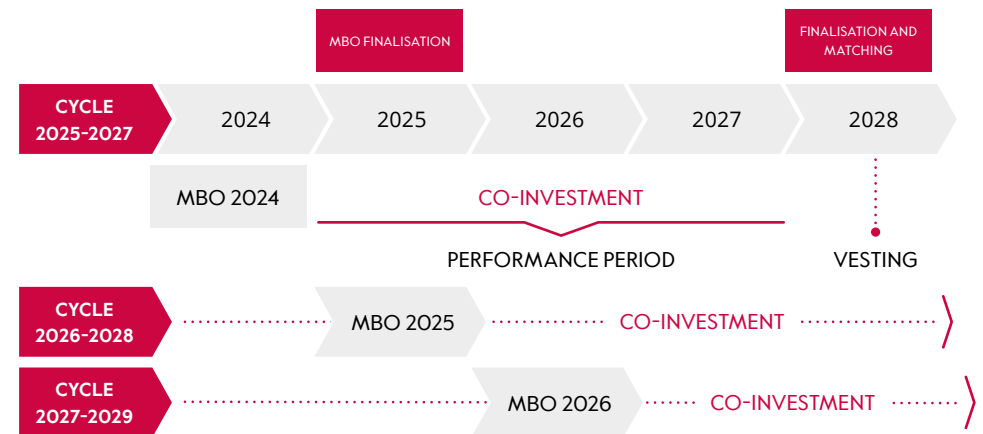 MBO FINALISATION
FINALISATION AND
MATCHING
CYCLE
2025-2027
2024
2025
2026
2027
2028
MBO 2024
CO-INVESTMENT
PERFORMANCE PERIOD
VESTING
CYCLE
2026-2028
MBO 2025
CO-INVESTMENT
CYCLE
2027-2029
MBO 2026
CO-INVESTMENT